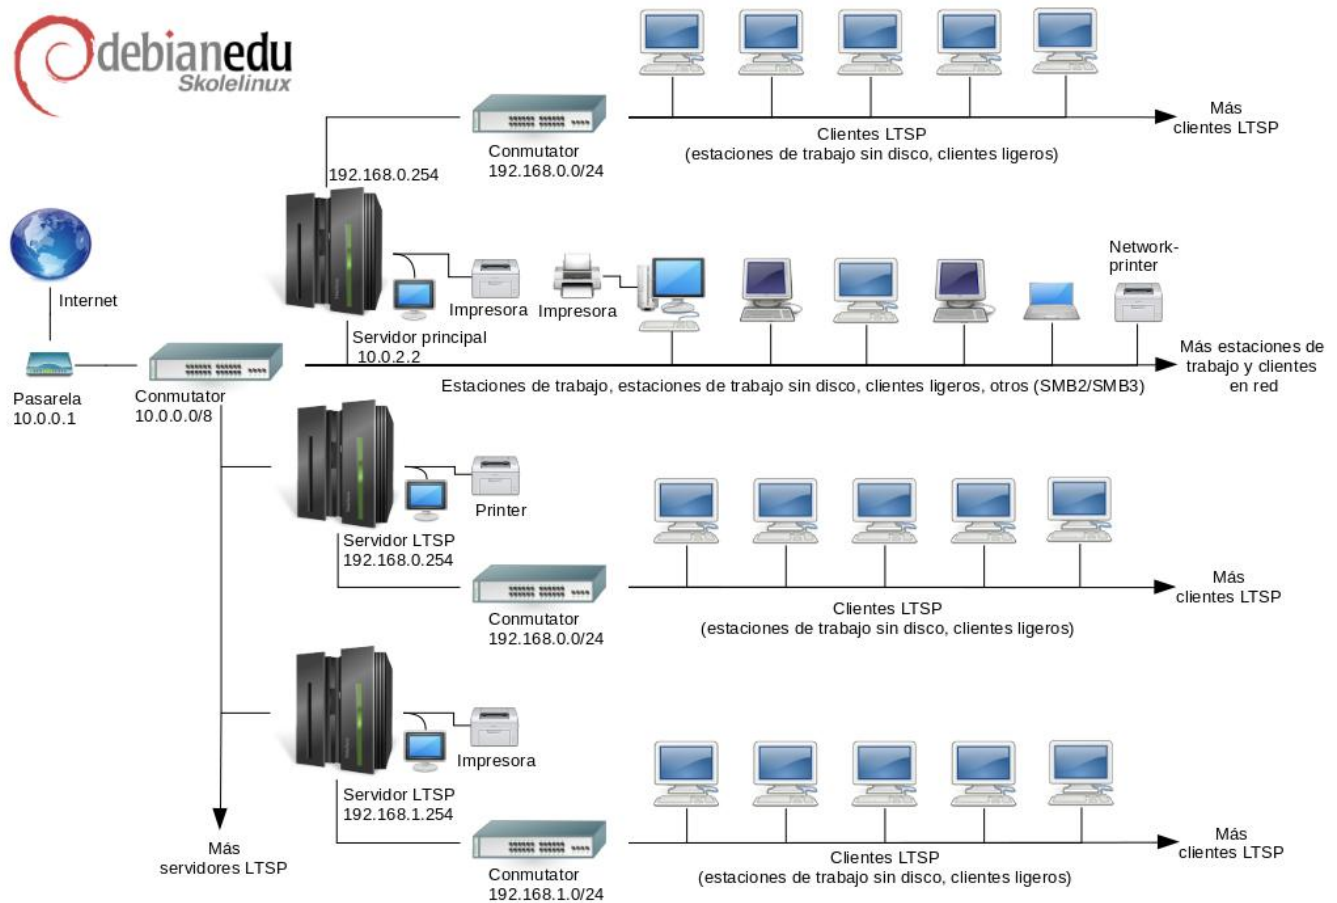 debianedu
Skolelinux
Más
clientes LTSP
Clientes LTSP
(estaciones de trabajo sin disco, clientes ligeros)
Conmutator
192.168.0.0/24
192.168.0.254
Internet
Impresora
Impresora
Network-
printer
Servidor principal
10.0.2.2
Pasarela
10.0.0.1
Conmutator
10.0.0.0/8
Estaciones de trabajo, estaciones de trabajo sin disco, clientes ligeros, otros (SMB2/SMB3)
Más estaciones de
trabajo y clientes
en red
Printer
Servidor LTSP
192.168.0.254
Conmutator
192.168.0.0/24
Clientes LTSP
(estaciones de trabajo sin disco, clientes ligeros)
Más
clientes LTSP
Impresora
Servidor LTSP
192.168.1.254
Más
servidores LTSP
Conmutator
192.168.1.0/24
Clientes LTSP
(estaciones de trabajo sin disco, clientes ligeros)
Más
clientes LTSP